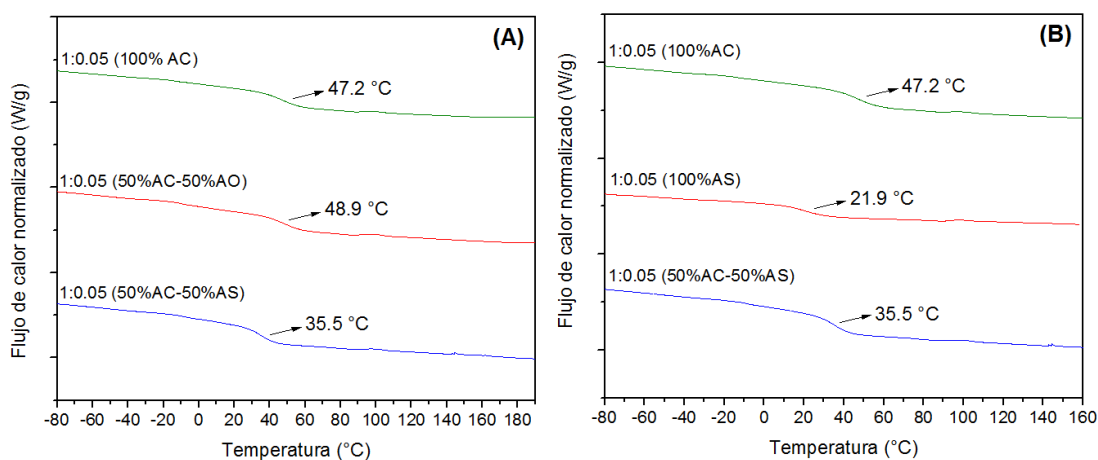 (A)
1:0.05 (100% AC)
47.2 °C
1:0.05 (50%AC-50%AO)
48.9 °C
1:0.05 (50%AC-50%AS)
35.5 °C
Flujo de calor normalizado (W/g)
-80 -60 -40 -20 0 20 40 60 80 100 120 140 160 180
Temperatura (°C)
(B)
1:0.05 (100%AC)
47.2 °C
1:0.05 (100%AS)
21.9 °C
1:0.05 (50%AC-50%AS)
35.5 °C
Flujo de calor normalizado (W/g)
-80 -60 -40 -20 0 20 40 60 80 100 120 140 160
Temperatura (°C)